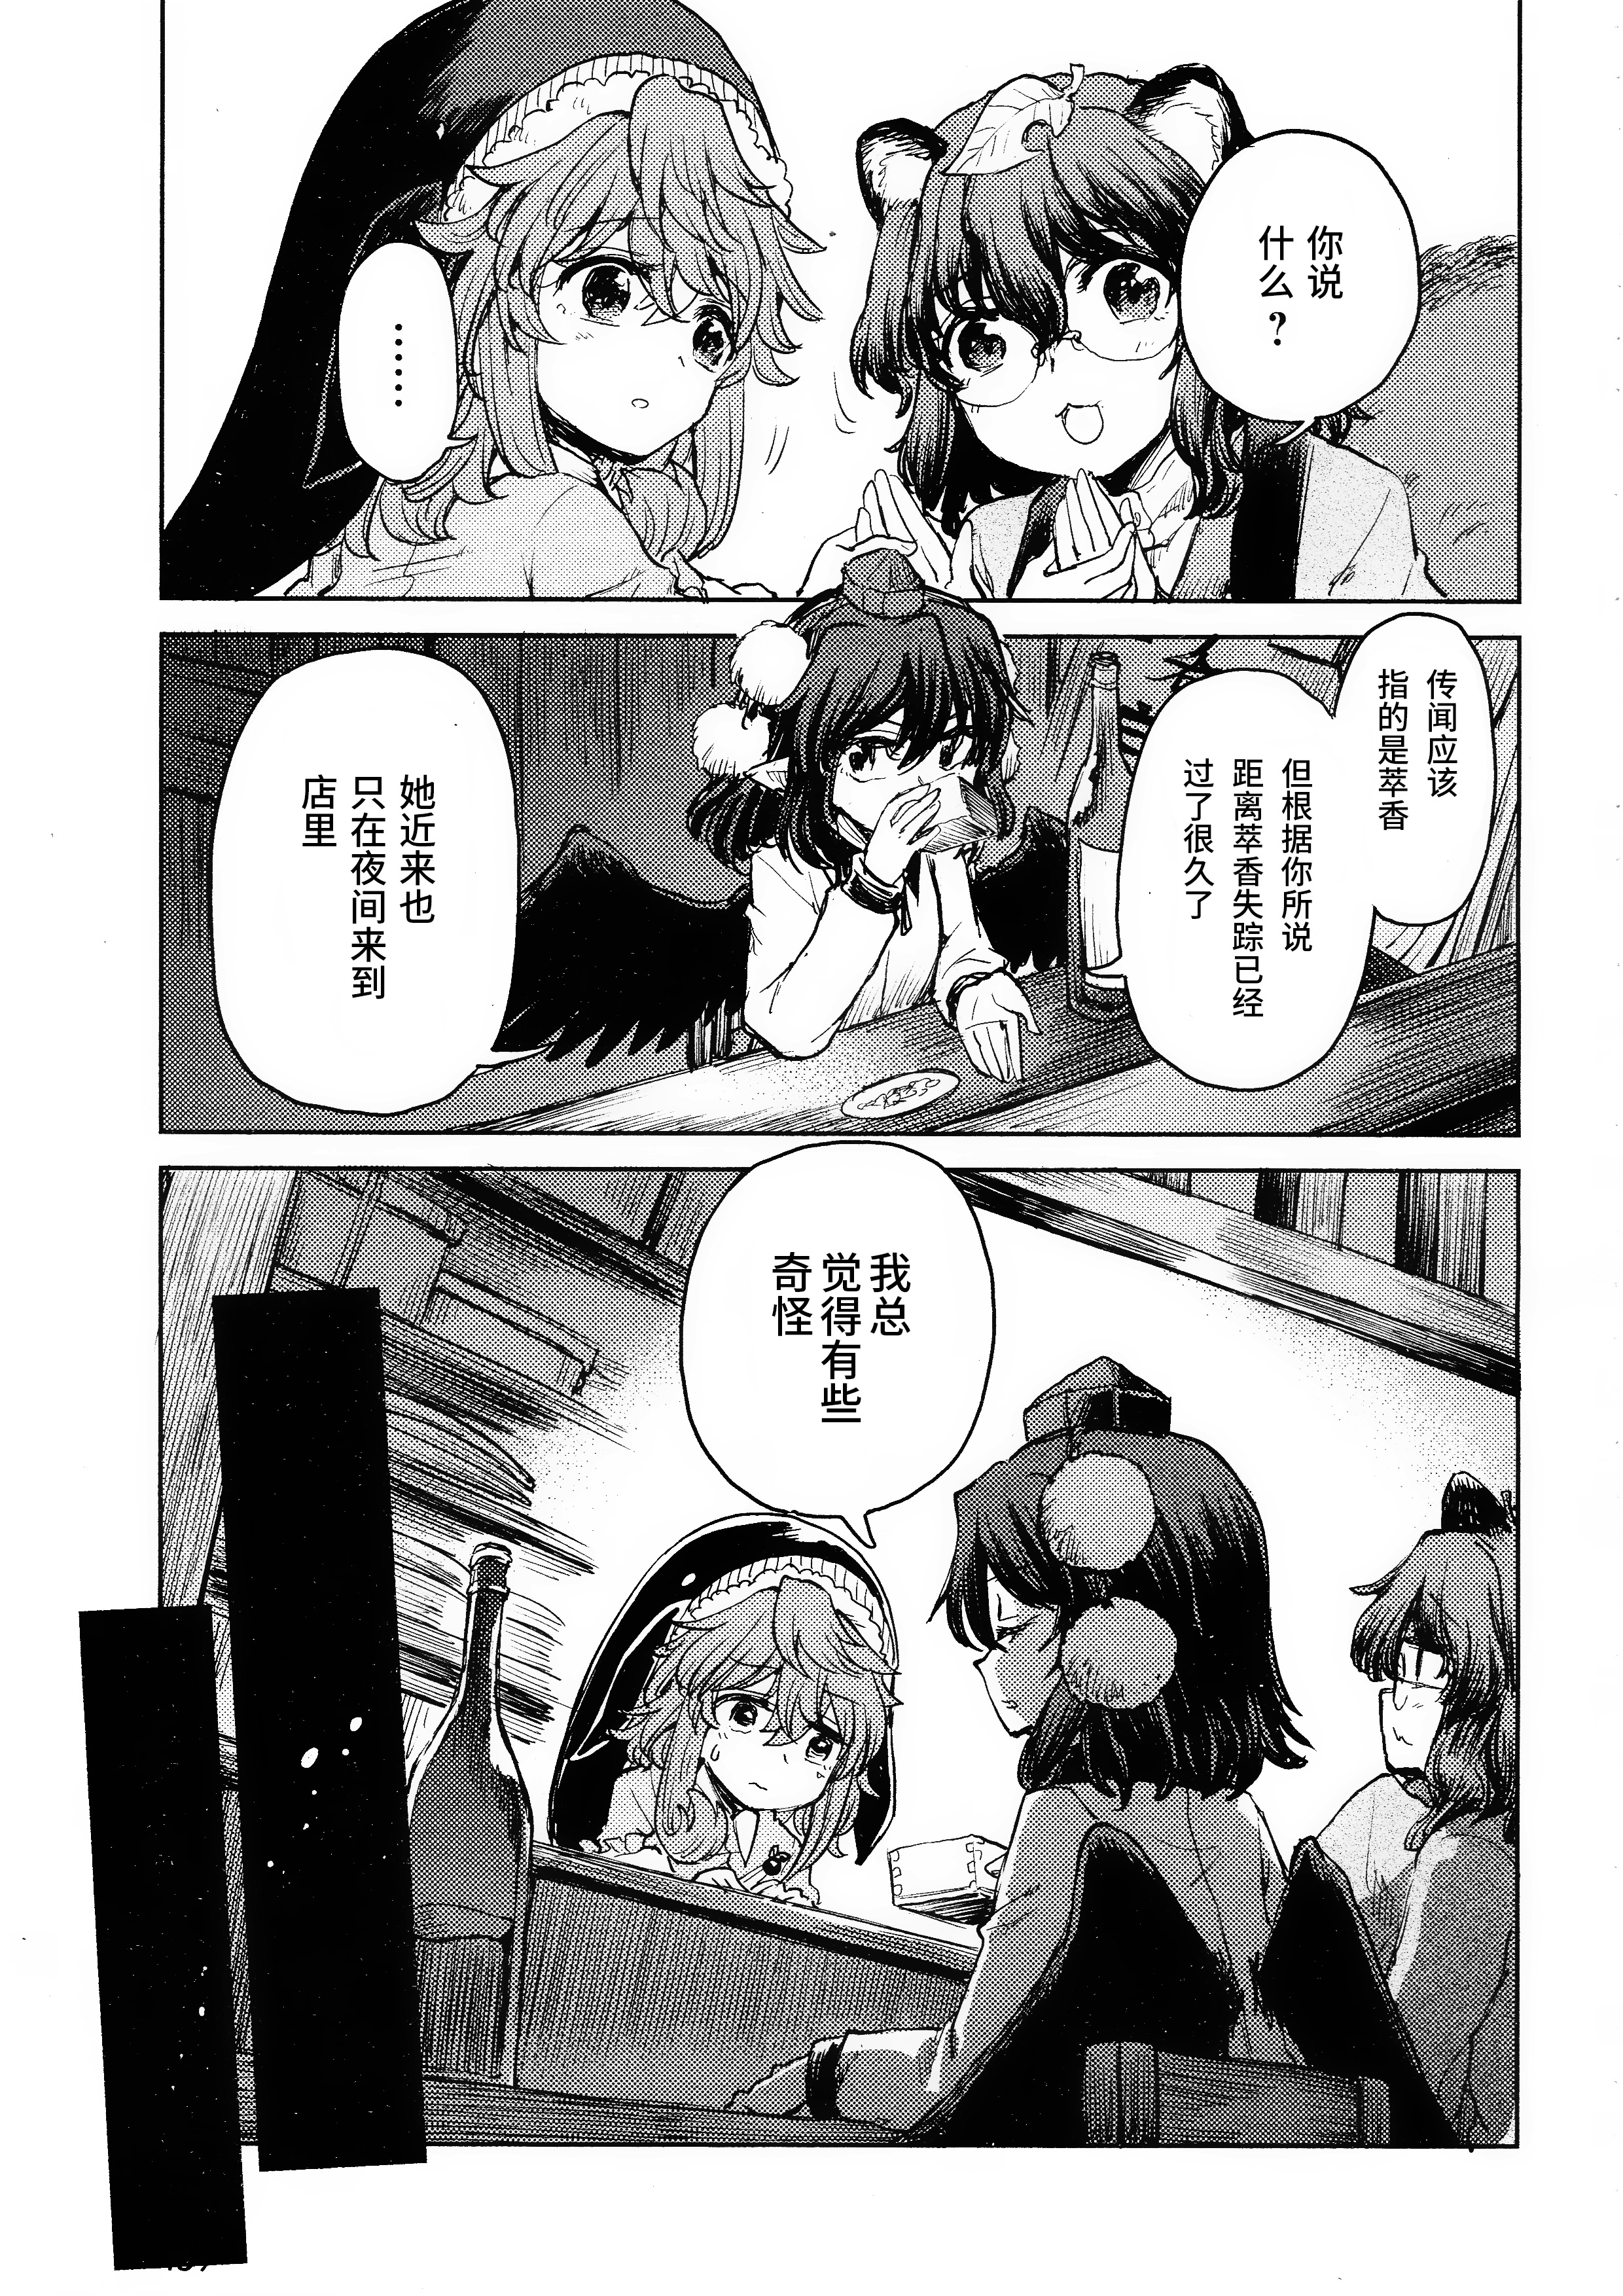 你说
什么？
……
传闻应该
指的是萃香
但根据你所说
距离萃香失踪已经
过了很久了
她近来也
只在夜间来到
店里
我总
觉得有些
奇怪